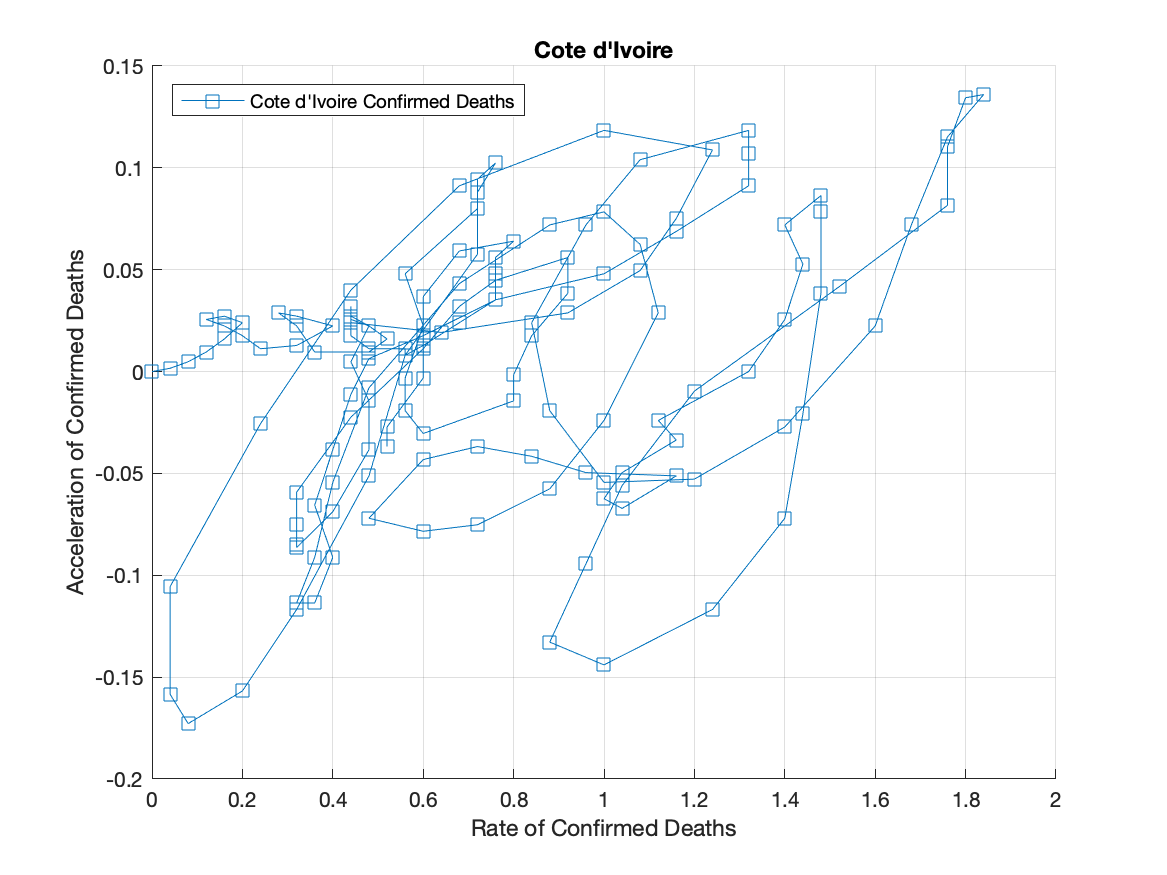 Cote d'Ivoire
Cote d'Ivoire Confirmed Deaths
0.15
0.1
0.05
0
-0.05
-0.1
-0.15
-0.2
Acceleration of Confirmed Deaths
0 0.2 0.4 0.6 0.8 1 1.2 1.4 1.6 1.8 2
Rate of Confirmed Deaths